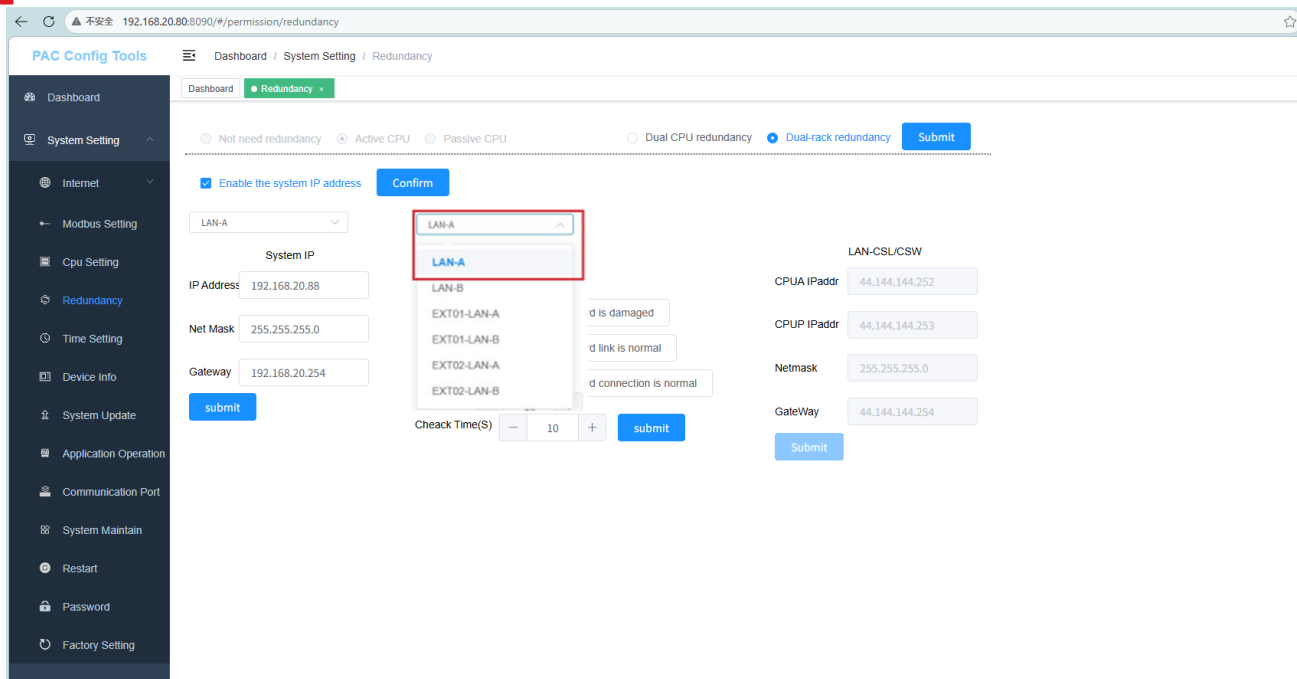 不安全 192.168.20.80:8090/#/permission/redundancy
PAC Config Tools
Dashboard / System Setting / Redundancy
Dashboard
Redundancy ×
Dashboard
System Setting
Internet
Modbus Setting
Cpu Setting
Redundancy
Time Setting
Device Info
System Update
Application Operation
Communication Port
System Maintain
Restart
Password
Factory Setting
Not need redundancy Active CPU Passive CPU
Dual CPU redundancy Dual-rack redundancy Submit
Enable the system IP address Confirm
LAN-A
System IP
IP Address 192.168.20.88
Net Mask 255.255.255.0
Gateway 192.168.20.254
submit
LAN-A
LAN-A
LAN-B
EXT01-LAN-A
EXT01-LAN-B
EXT02-LAN-A
EXT02-LAN-B
is damaged
link is normal
connection is normal
Cheack Time(S) − 10 + submit
LAN-CSL/CSW
CPUA IPaddr 44.144.144.252
CPUP IPaddr 44.144.144.253
Netmask 255.255.255.0
GateWay 44.144.144.254
Submit